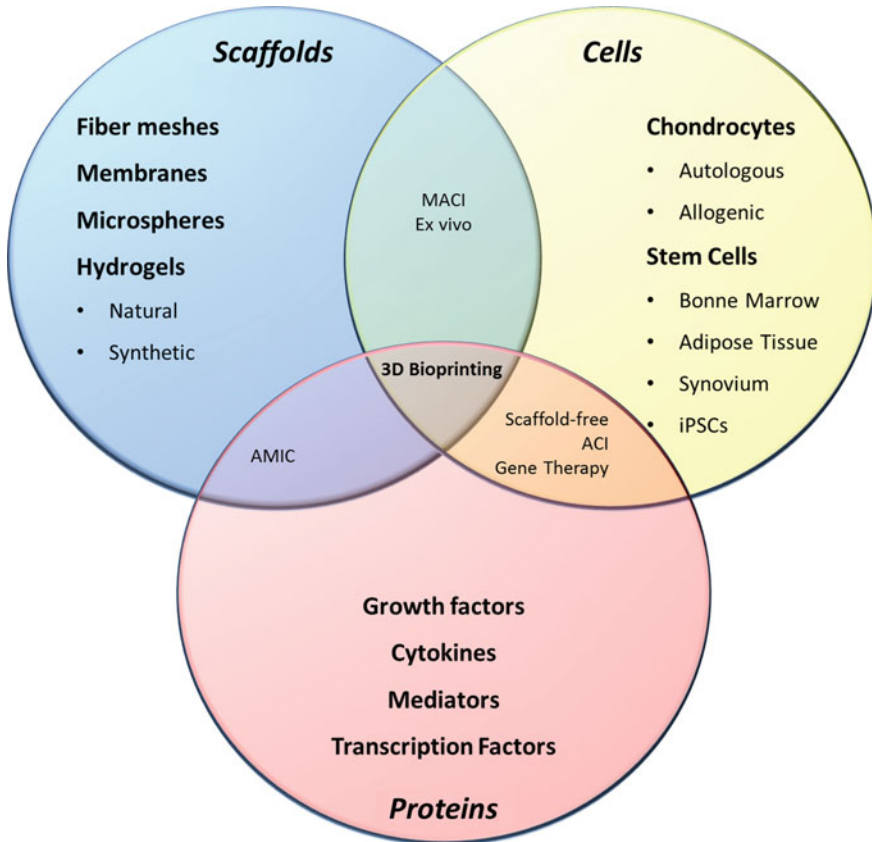 Scaffolds
Fiber meshes
Membranes
Microspheres
Hydrogels
• Natural
• Synthetic
Cells
Chondrocytes
• Autologous
• Allogenic
Stem Cells
• Bonne Marrow
• Adipose Tissue
• Synovium
• iPSCs
MACI
Ex vivo
3D Bioprinting
AMIC
Scaffold-free
ACI
Gene Therapy
Growth factors
Cytokines
Mediators
Transcription Factors
Proteins